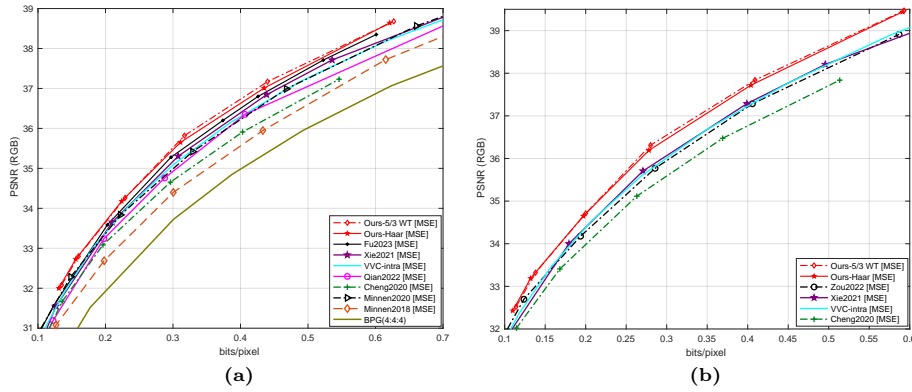 39
38
37
36
35
34
33
32
31
PSNR (RGB)
0.1
0.2
0.3
0.4
0.5
0.6
0.7
bits/pixel
Ours-5/3 WT [MSE]
Ours-Haar [MSE]
Fu2023 [MSE]
Xie2021 [MSE]
VVC-intra [MSE]
Qian2022 [MSE]
Cheng2020 [MSE]
Minnen2020 [MSE]
Minnen2018 [MSE]
BPG(4:4:4)
(a)
40
39
38
37
36
35
34
33
32
PSNR (RGB)
0.1
0.15
0.2
0.25
0.3
0.35
0.4
0.45
0.5
0.55
0.6
bits/pixel
Ours-5/3 WT [MSE]
Ours-Haar [MSE]
Zou2022 [MSE]
Xie2021 [MSE]
VVC-intra [MSE]
Cheng2020 [MSE]
(b)